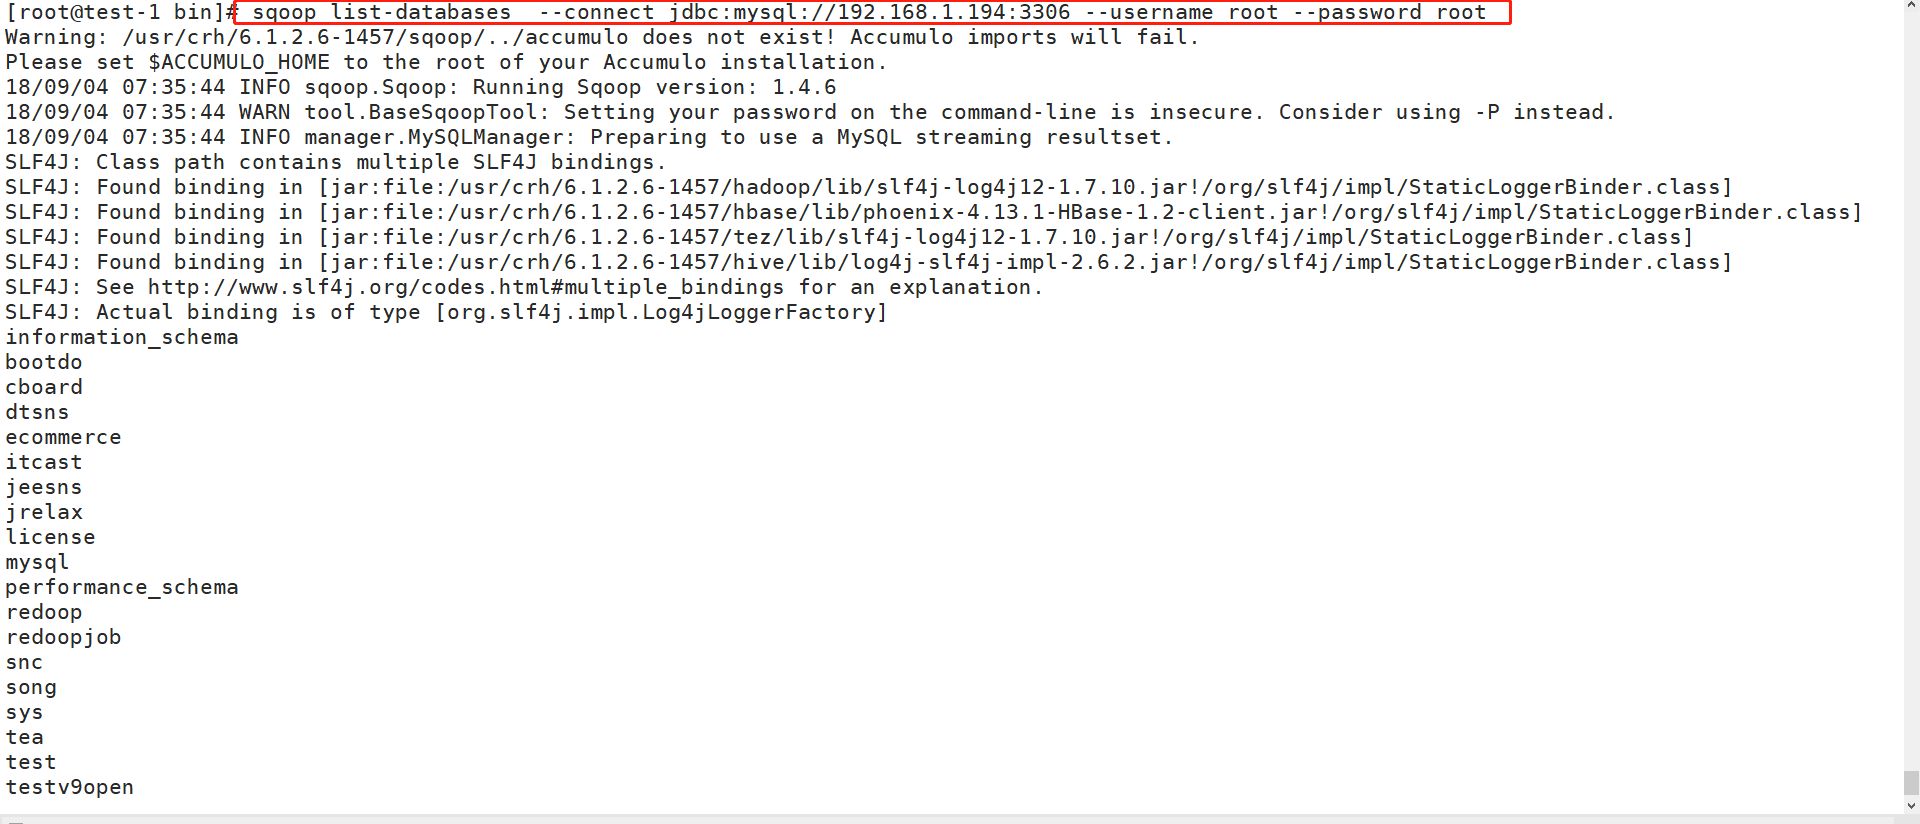 [root@test-1 bin]# sqoop list-databases  --connect jdbc:mysql://192.168.1.194:3306 --username root --password root
Warning: /usr/crh/6.1.2.6-1457/sqoop/../accumulo does not exist! Accumulo imports will fail.
Please set $ACCUMULO_HOME to the root of your Accumulo installation.
18/09/04 07:35:44 INFO sqoop.Sqoop: Running Sqoop version: 1.4.6
18/09/04 07:35:44 WARN tool.BaseSqoopTool: Setting your password on the command-line is insecure. Consider using -P instead.
18/09/04 07:35:44 INFO manager.MySQLManager: Preparing to use a MySQL streaming resultset.
SLF4J: Class path contains multiple SLF4J bindings.
SLF4J: Found binding in [jar:file:/usr/crh/6.1.2.6-1457/hadoop/lib/slf4j-log4j12-1.7.10.jar!/org/slf4j/impl/StaticLoggerBinder.class]
SLF4J: Found binding in [jar:file:/usr/crh/6.1.2.6-1457/hbase/lib/phoenix-4.13.1-HBase-1.2-client.jar!/org/slf4j/impl/StaticLoggerBinder.class]
SLF4J: Found binding in [jar:file:/usr/crh/6.1.2.6-1457/tez/lib/slf4j-log4j12-1.7.10.jar!/org/slf4j/impl/StaticLoggerBinder.class]
SLF4J: Found binding in [jar:file:/usr/crh/6.1.2.6-1457/hive/lib/log4j-slf4j-impl-2.6.2.jar!/org/slf4j/impl/StaticLoggerBinder.class]
SLF4J: See http://www.slf4j.org/codes.html#multiple_bindings for an explanation.
SLF4J: Actual binding is of type [org.slf4j.impl.Log4jLoggerFactory]
information_schema
bootdo
cboard
dtsns
ecommerce
itcast
jeesns
jrelax
license
mysql
performance_schema
redoop
redoopjob
snc
song
sys
tea
test
testv9open